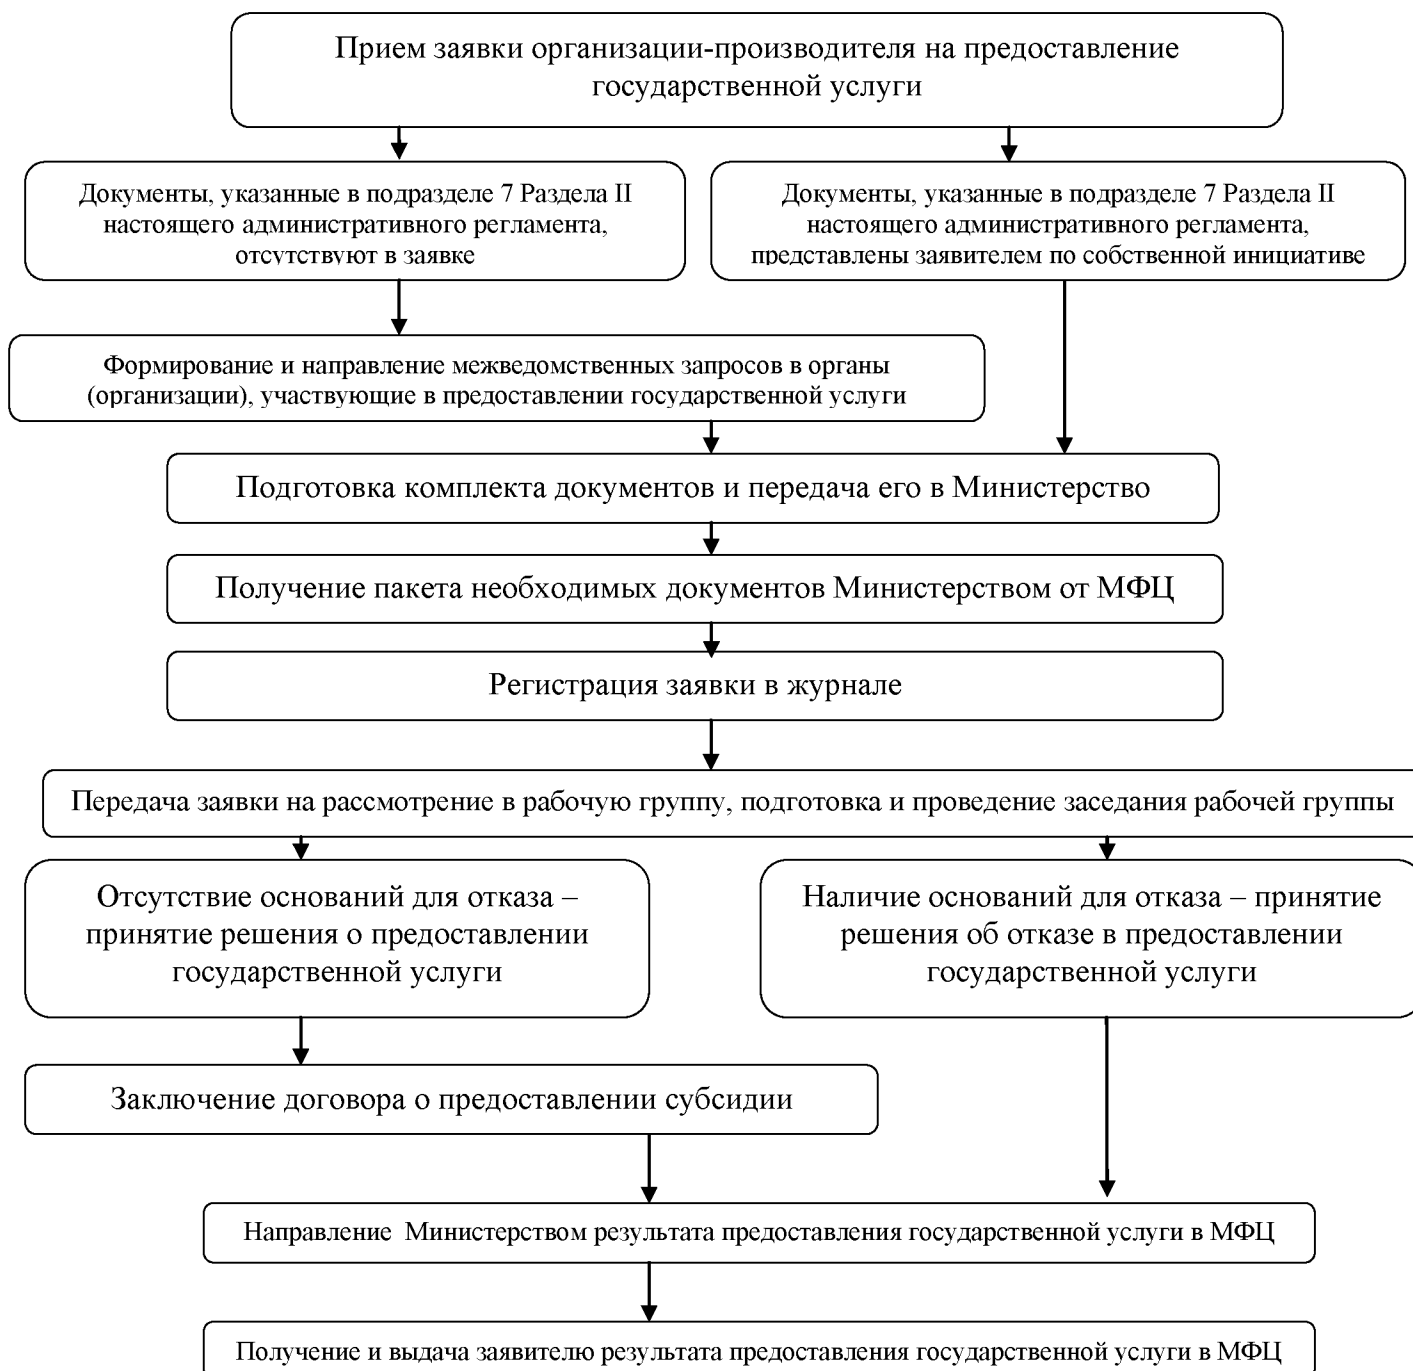 Прием заявки организации-производителя на предоставление
государственной услуги
Документы, указанные в подразделе 7 Раздела II
настоящего административного регламента,
отсутствуют в заявке
Документы, указанные в подразделе 7 Раздела II
настоящего административного регламента,
представлены заявителем по собственной инициативе
Формирование и направление межведомственных запросов в органы
(организации), участвующие в предоставлении государственной услуги
Подготовка комплекта документов и передача его в Министерство
Получение пакета необходимых документов Министерством от МФЦ
Регистрация заявки в журнале
Передача заявки на рассмотрение в рабочую группу, подготовка и проведение заседания рабочей группы
Отсутствие оснований для отказа –
принятие решения о предоставлении
государственной услуги
Наличие оснований для отказа – принятие
решения об отказе в предоставлении
государственной услуги
Заключение договора о предоставлении субсидии
Направление Министерством результата предоставления государственной услуги в МФЦ
Получение и выдача заявителю результата предоставления государственной услуги в МФЦ